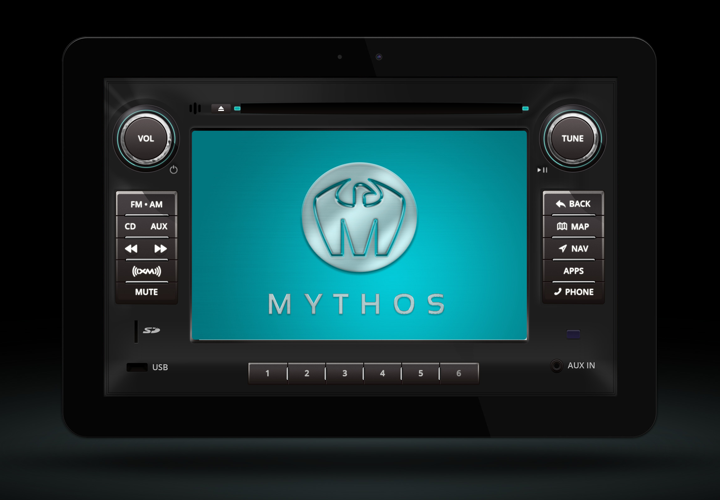 VOL
TUNE
FM • AM
CD AUX
XM
MUTE
BACK
MAP
NAV
APPS
PHONE
MYTHOS
SD
USB
1 2 3 4 5 6
AUX IN